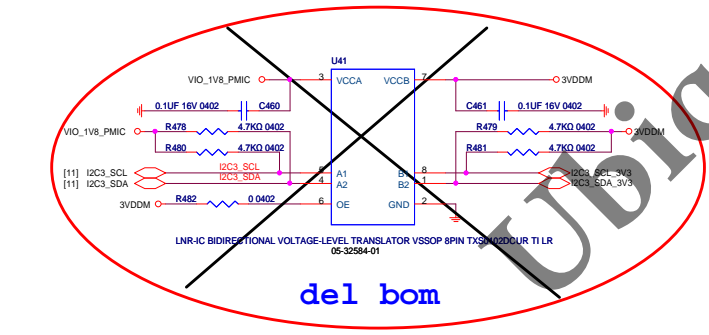 U41
VIO_1V8_PMIC 3 VCCA VCCB 7 3VDDM
0.1UF 16V 0402 C460 C461 0.1UF 16V 0402
VIO_1V8_PMIC R478 4.7KΩ 0402 R479 4.7KΩ 0402 3VDDM
R480 4.7KΩ 0402 R481 4.7KΩ 0402
[11] I2C3_SCL I2C3_SCL 5 A1 B1 8 I2C3_SCL_3V3
[11] I2C3_SDA I2C3_SDA 4 A2 B2 1 I2C3_SDA_3V3
3VDDM R482 0 0402 6 OE GND 2
LNR-IC BIDIRECTIONAL VOLTAGE-LEVEL TRANSLATOR VSSOP 8PIN TXS0102DCUR TI LR
05-32584-01
del bom
Ubiq